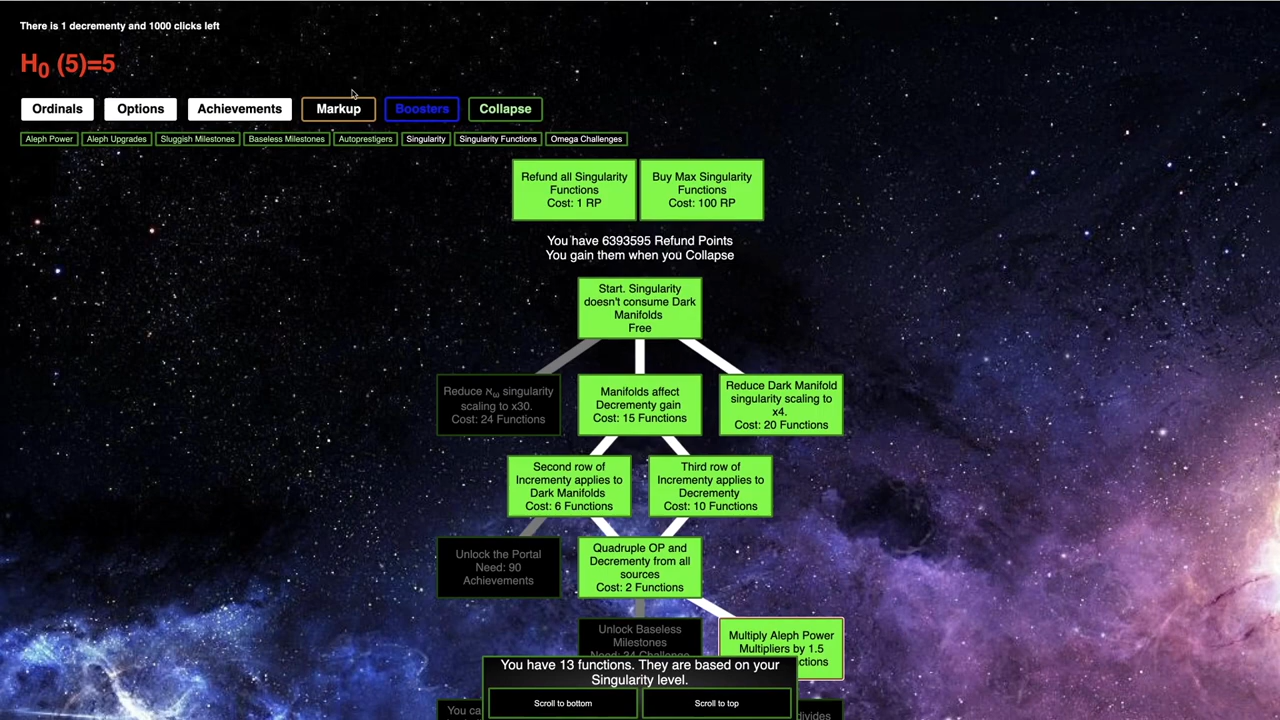 There is 1 decrementy and 1000 clicks left
H₀ (5)=5
Ordinals Options Achievements Markup Boosters Collapse
Aleph Power Aleph Upgrades Sluggish Milestones Baseless Milestones Autoprestigers Singularity Singularity Functions Omega Challenges
Refund all Singularity
Functions
Cost: 1 RP
Buy Max Singularity
Functions
Cost: 100 RP
You have 6393595 Refund Points
You gain them when you Collapse
Start. Singularity
doesn't consume Dark
Manifolds
Free
Reduce ℵω singularity
scaling to x30.
Cost: 24 Functions
Manifolds affect
Decrementy gain
Cost: 15 Functions
Reduce Dark Manifold
singularity scaling to
x4.
Cost: 20 Functions
Second row of
Incrementy applies to
Dark Manifolds
Cost: 6 Functions
Third row of
Incrementy applies to
Decrementy
Cost: 10 Functions
Unlock the Portal
Need: 90
Achievements
Quadruple OP and
Decrementy from all
sources
Cost: 2 Functions
Unlock Baseless
Milestones
Multiply Aleph Power
Multipliers by 1.5
You have 13 functions. They are based on your
Singularity level.
Scroll to bottom Scroll to top
You ca
divides